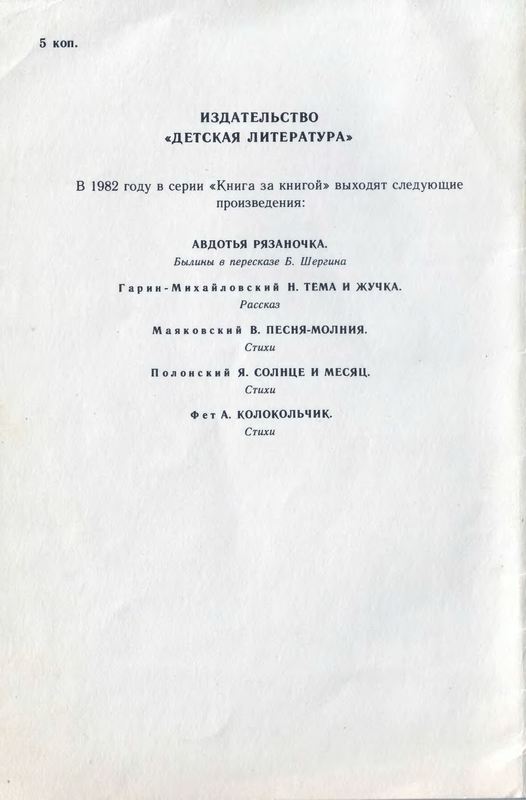 5 коп.
ИЗДАТЕЛЬСТВО
«ДЕТСКАЯ ЛИТЕРАТУРА»
В 1982 году в серии «Книга за книгой» выходят следующие
произведения:
АВДОТЬЯ РЯЗАНОЧКА.
Былины в пересказе Б. Шергина
Гарин-Михайловский Н. ТЕМА И ЖУЧКА.
Рассказ
Маяковский В. ПЕСНЯ-МОЛНИЯ.
Стихи
Полонский Я. СОЛНЦЕ И МЕСЯЦ.
Стихи
Фет А. КОЛОКОЛЬЧИК.
Стихи